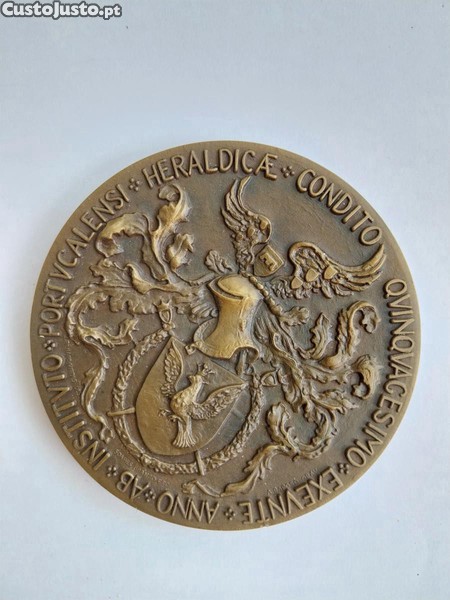 CustoJusto.pt
QVINQVAGESIMO EXEVNTE ANNO AB INSTITVTO PORTVCALENSI HERALDICÆ CONDITO